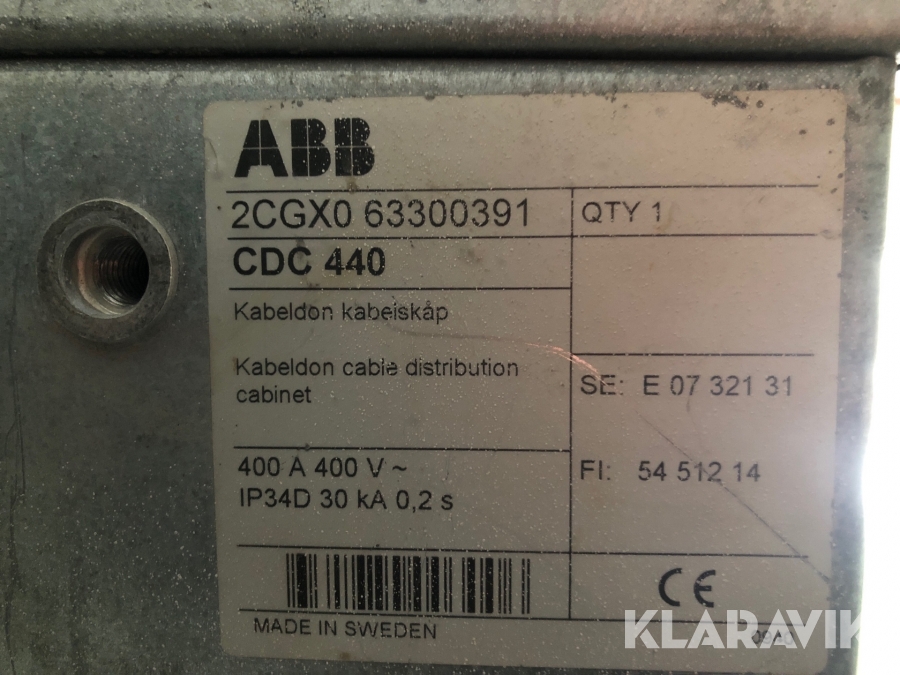 ABB
2CGX0 63300391
QTY 1
CDC 440
Kabeldon kabelskåp
Kabeldon cable distribution
cabinet
SE: E 07 321 31
400 A 400 V ~
IP34D 30 kA 0,2 s
FI: 54 512 14
CE
MADE IN SWEDEN
KLARAVIK